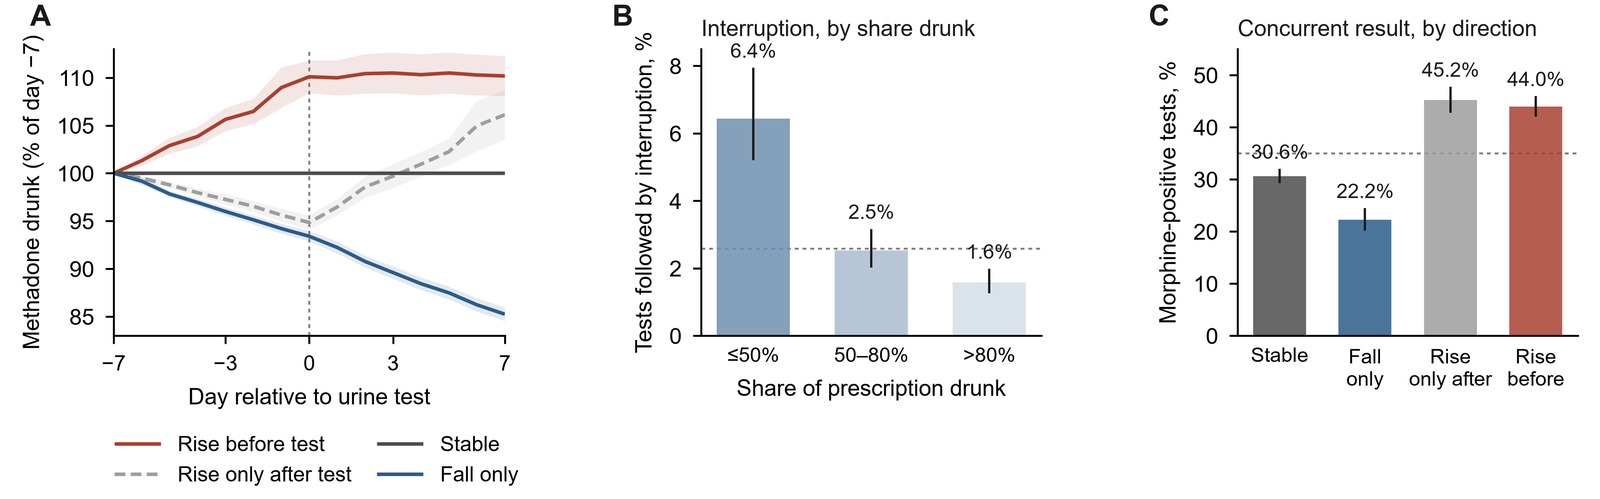 A
Methadone drunk (% of day −7)
110
105
100
95
90
85
−7
−3
0
3
7
Day relative to urine test
Rise before test
Stable
Rise only after test
Fall only
B
Interruption, by share drunk
Tests followed by interruption, %
8
6
4
2
0
6.4%
2.5%
1.6%
≤50%
50–80%
>80%
Share of prescription drunk
C
Concurrent result, by direction
Morphine-positive tests, %
50
40
30
20
10
0
30.6%
22.2%
45.2%
44.0%
Stable
Fall
only
Rise
only after
Rise
before